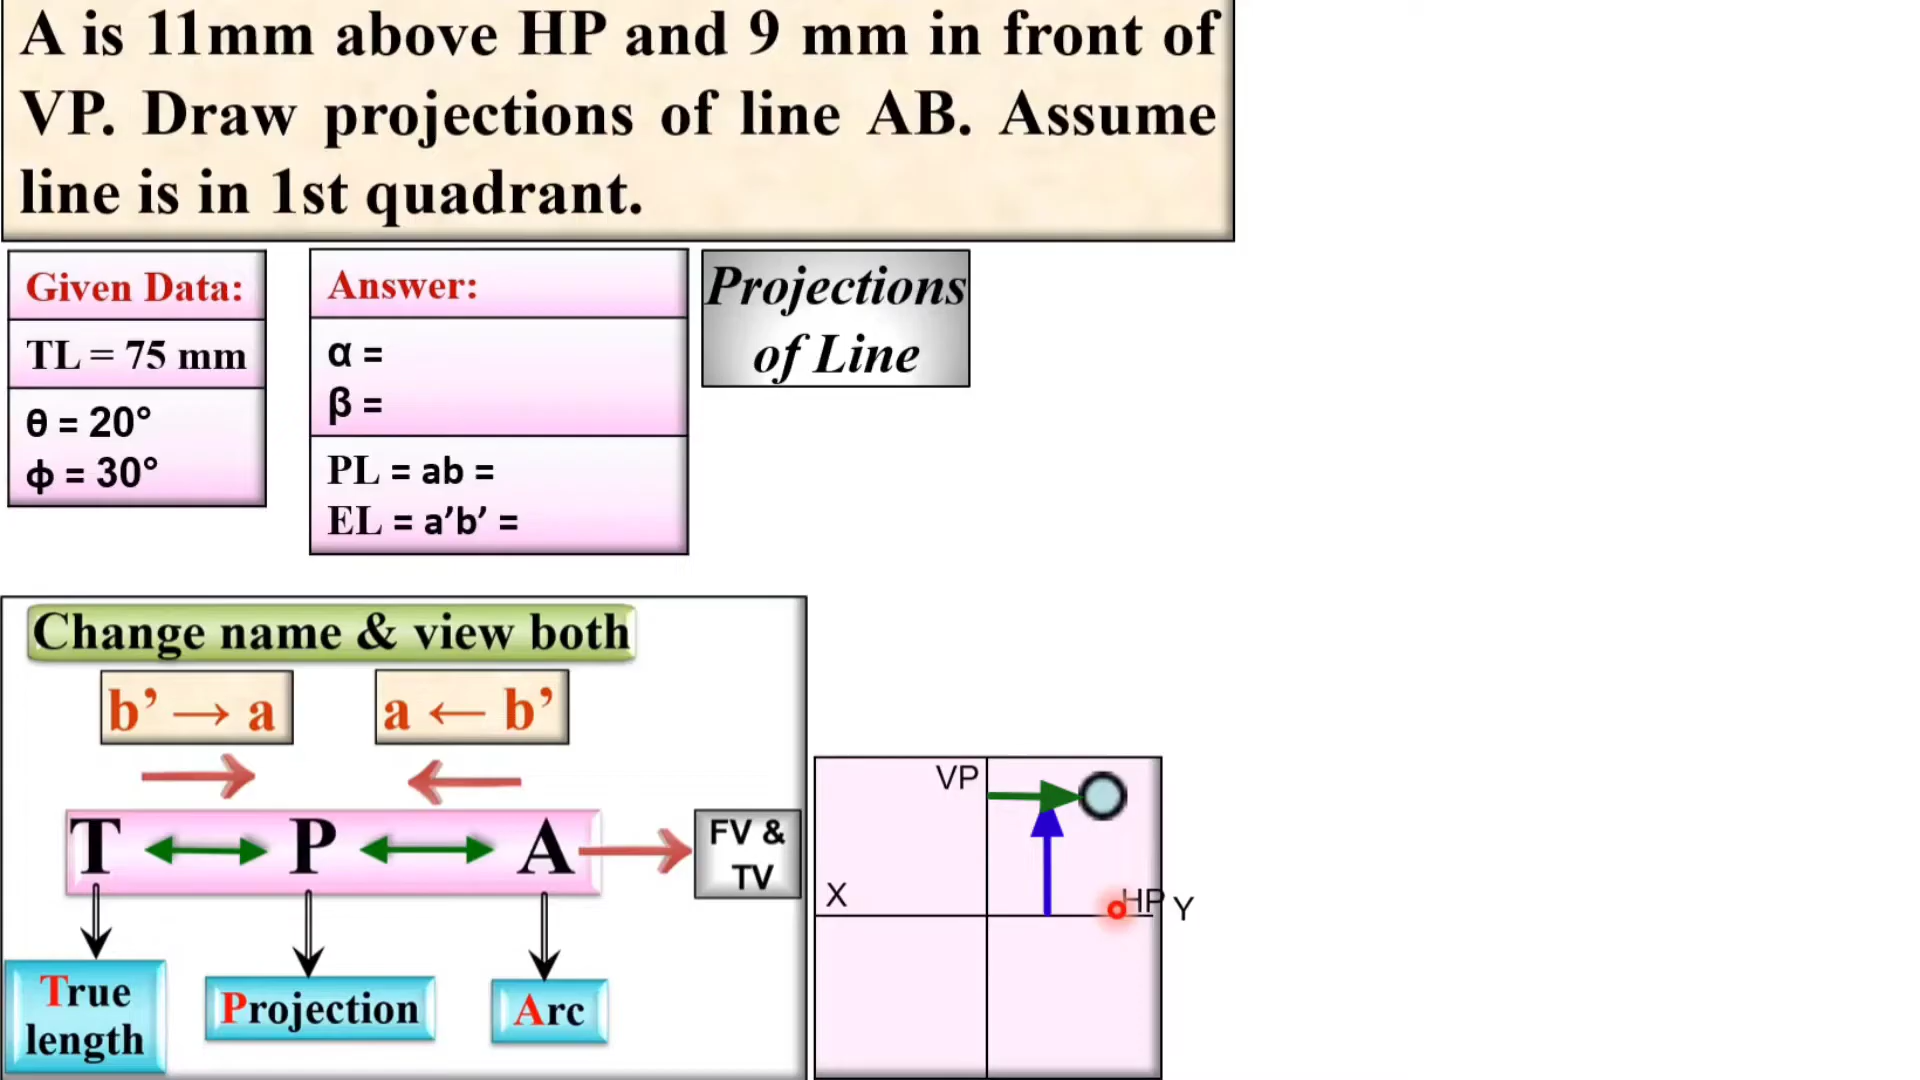 A is 11mm above HP and 9 mm in front of
VP. Draw projections of line AB. Assume
line is in 1st quadrant.
Given Data:
TL = 75 mm
θ = 20°
ϕ = 30°
Answer:
α =
β =
PL = ab =
EL = a’b’ =
Projections
of Line
Change name & view both
b’ → a
a ← b’
T P A
FV &
TV
True
length
Projection
Arc
VP
X
HP
Y